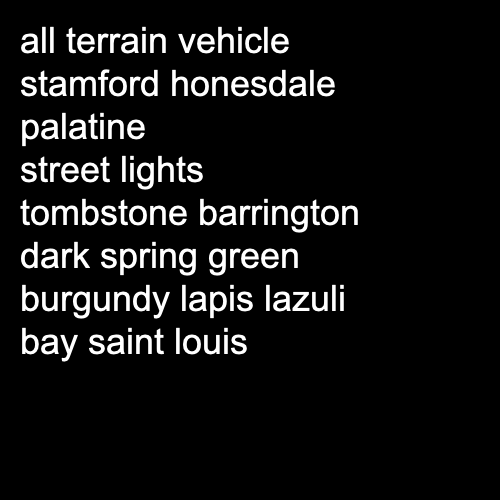 all terrain vehicle
stamford honesdale
palatine
street lights
tombstone barrington
dark spring green
burgundy lapis lazuli
bay saint louis